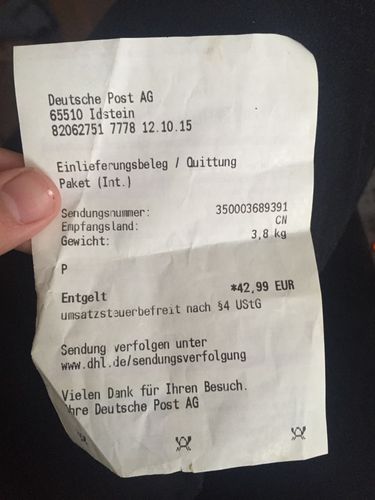 Deutsche Post AG
65510 Idstein
82062751 7778 12.10.15
Einlieferungsbeleg / Quittung
Paket (Int.)
Sendungsnummer: 350003689391
Empfangsland: CN
Gewicht: 3,8 kg
P
Entgelt *42,99 EUR
umsatzsteuerbefreit nach §4 UStG
Sendung verfolgen unter
www.dhl.de/sendungsverfolgung
Vielen Dank für Ihren Besuch.
Ihre Deutsche Post AG